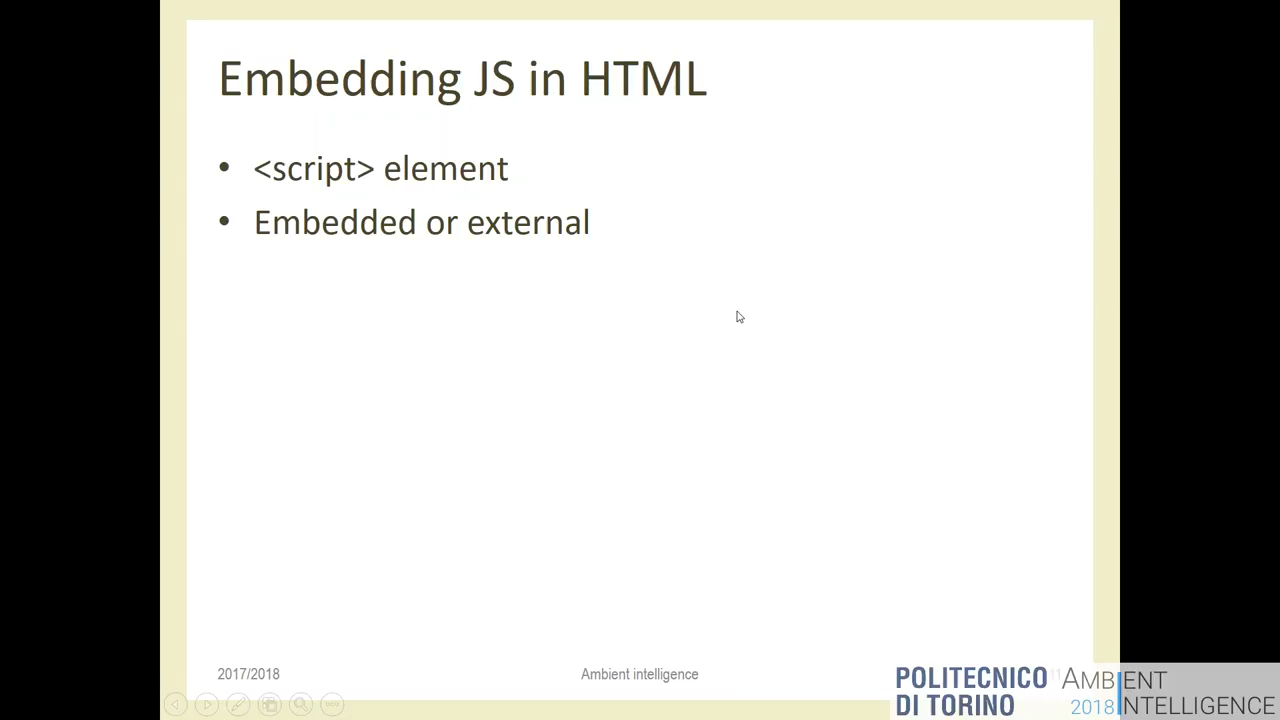 Embedding JS in HTML
• <script> element
• Embedded or external
2017/2018
Ambient intelligence
11
POLITECNICO
DI TORINO
AMBIENT
2018 INTELLIGENCE